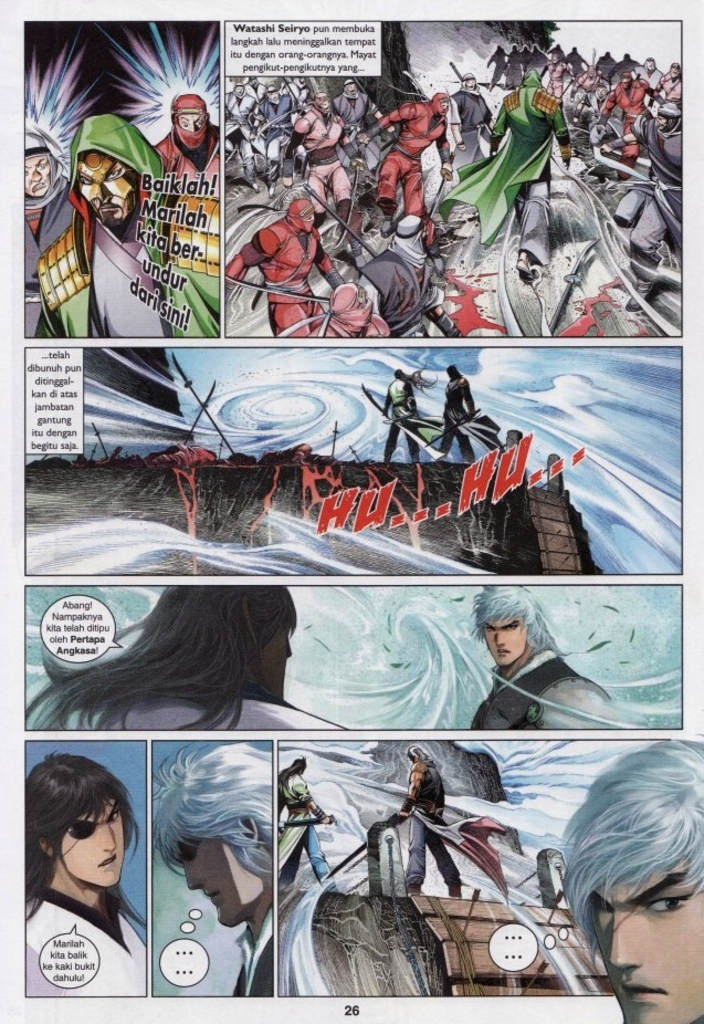 Baiklah!
Marilah
kita ber-
undur
dari sini!
Watashi Seiryo pun membuka
langkah lalu meninggalkan tempat
itu dengan orang-orangnya. Mayat
pengikut-pengikutnya yang...
...telah
dibunuh pun
ditinggal-
kan di atas
jambatan
gantung
itu dengan
begitu saja.
HU...HU...
Abang!
Nampaknya
kita telah ditipu
oleh Pertapa
Angkasa!
Marilah
kita balik
ke kaki bukit
dahulu!
...
...
...
...
26